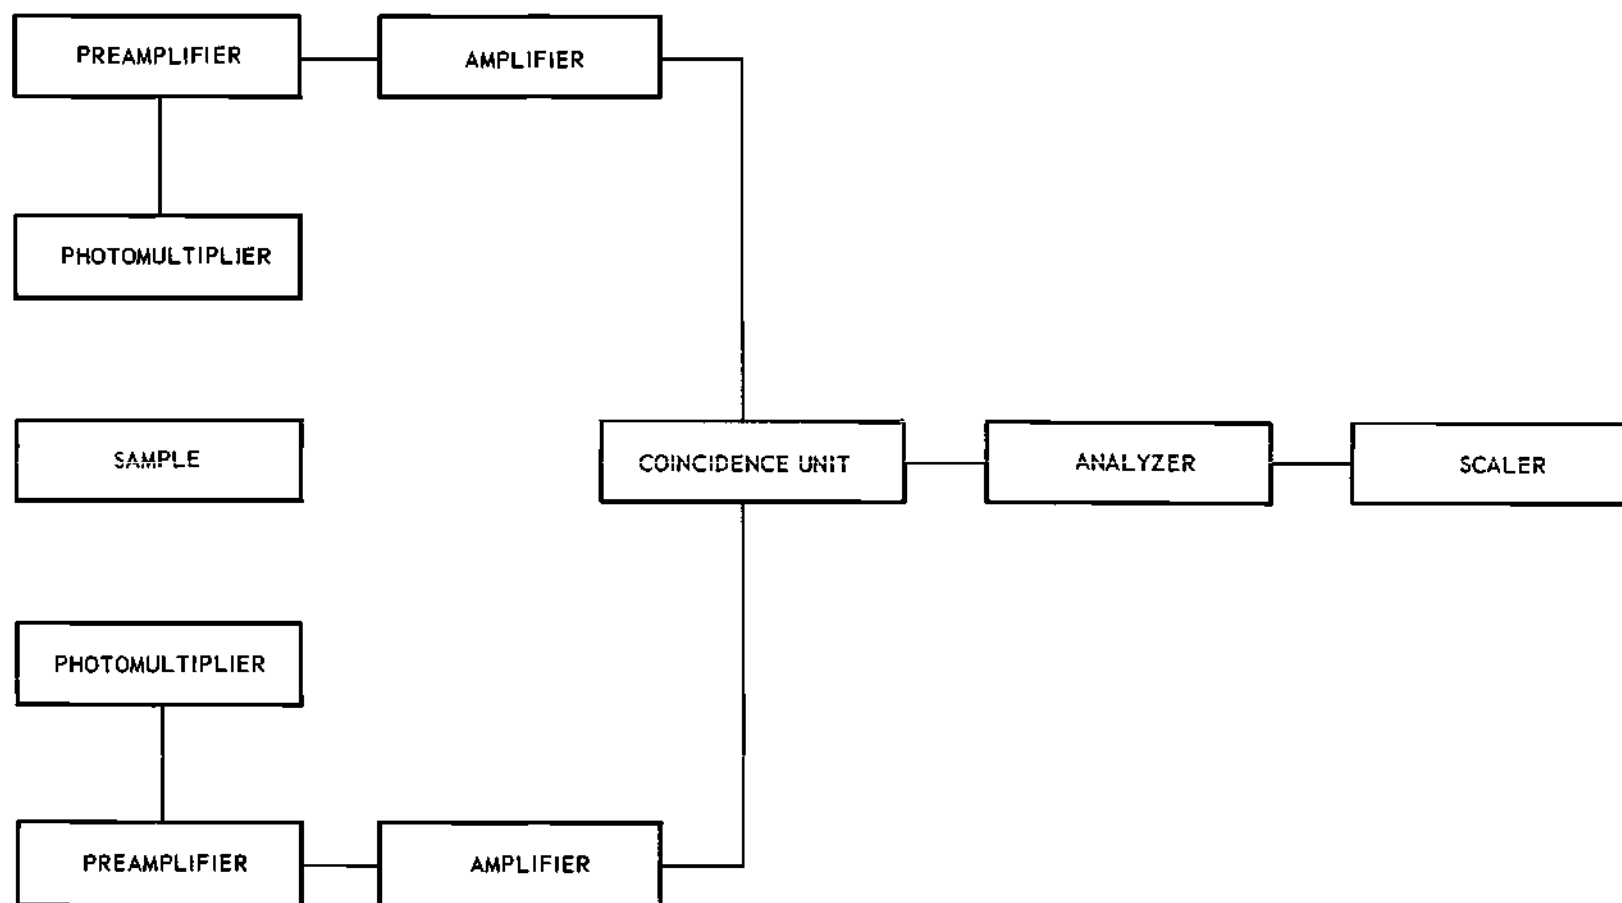 PREAMPLIFIER
AMPLIFIER
PHOTOMULTIPLIER
SAMPLE
COINCIDENCE UNIT
ANALYZER
SCALER
PHOTOMULTIPLIER
PREAMPLIFIER
AMPLIFIER